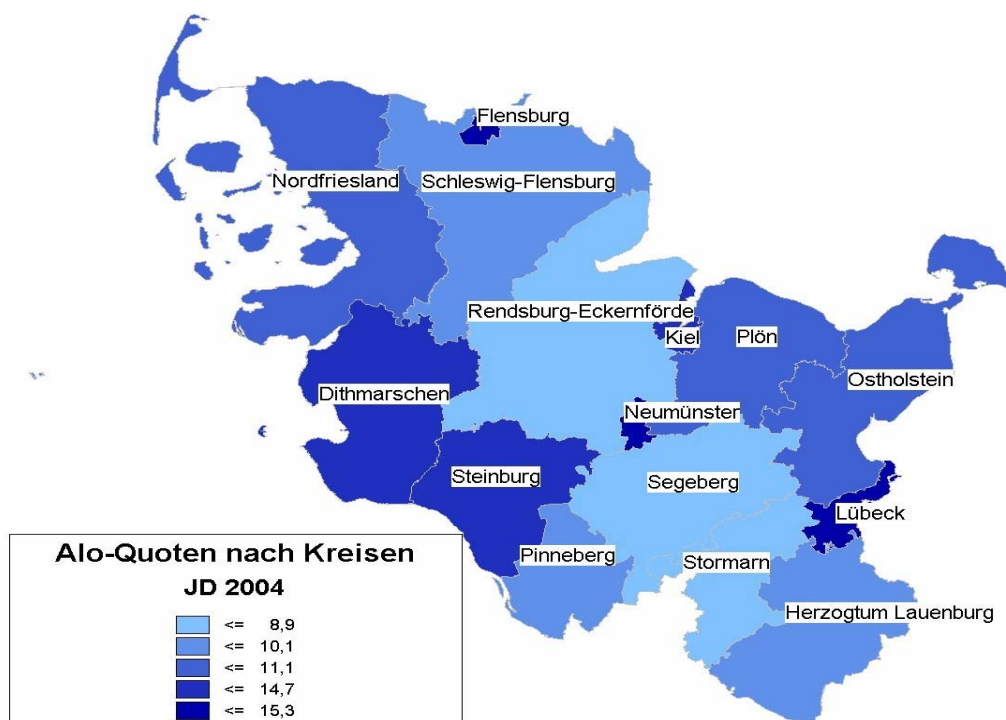 Flensburg
Nordfriesland
Schleswig-Flensburg
Rendsburg-Eckernförde
Kiel
Plön
Ostholstein
Dithmarschen
Neumünster
Steinburg
Segeberg
Lübeck
Pinneberg
Stormarn
Herzogtum Lauenburg
Alo-Quoten nach Kreisen
JD 2004
<= 8,9
<= 10,1
<= 11,1
<= 14,7
<= 15,3